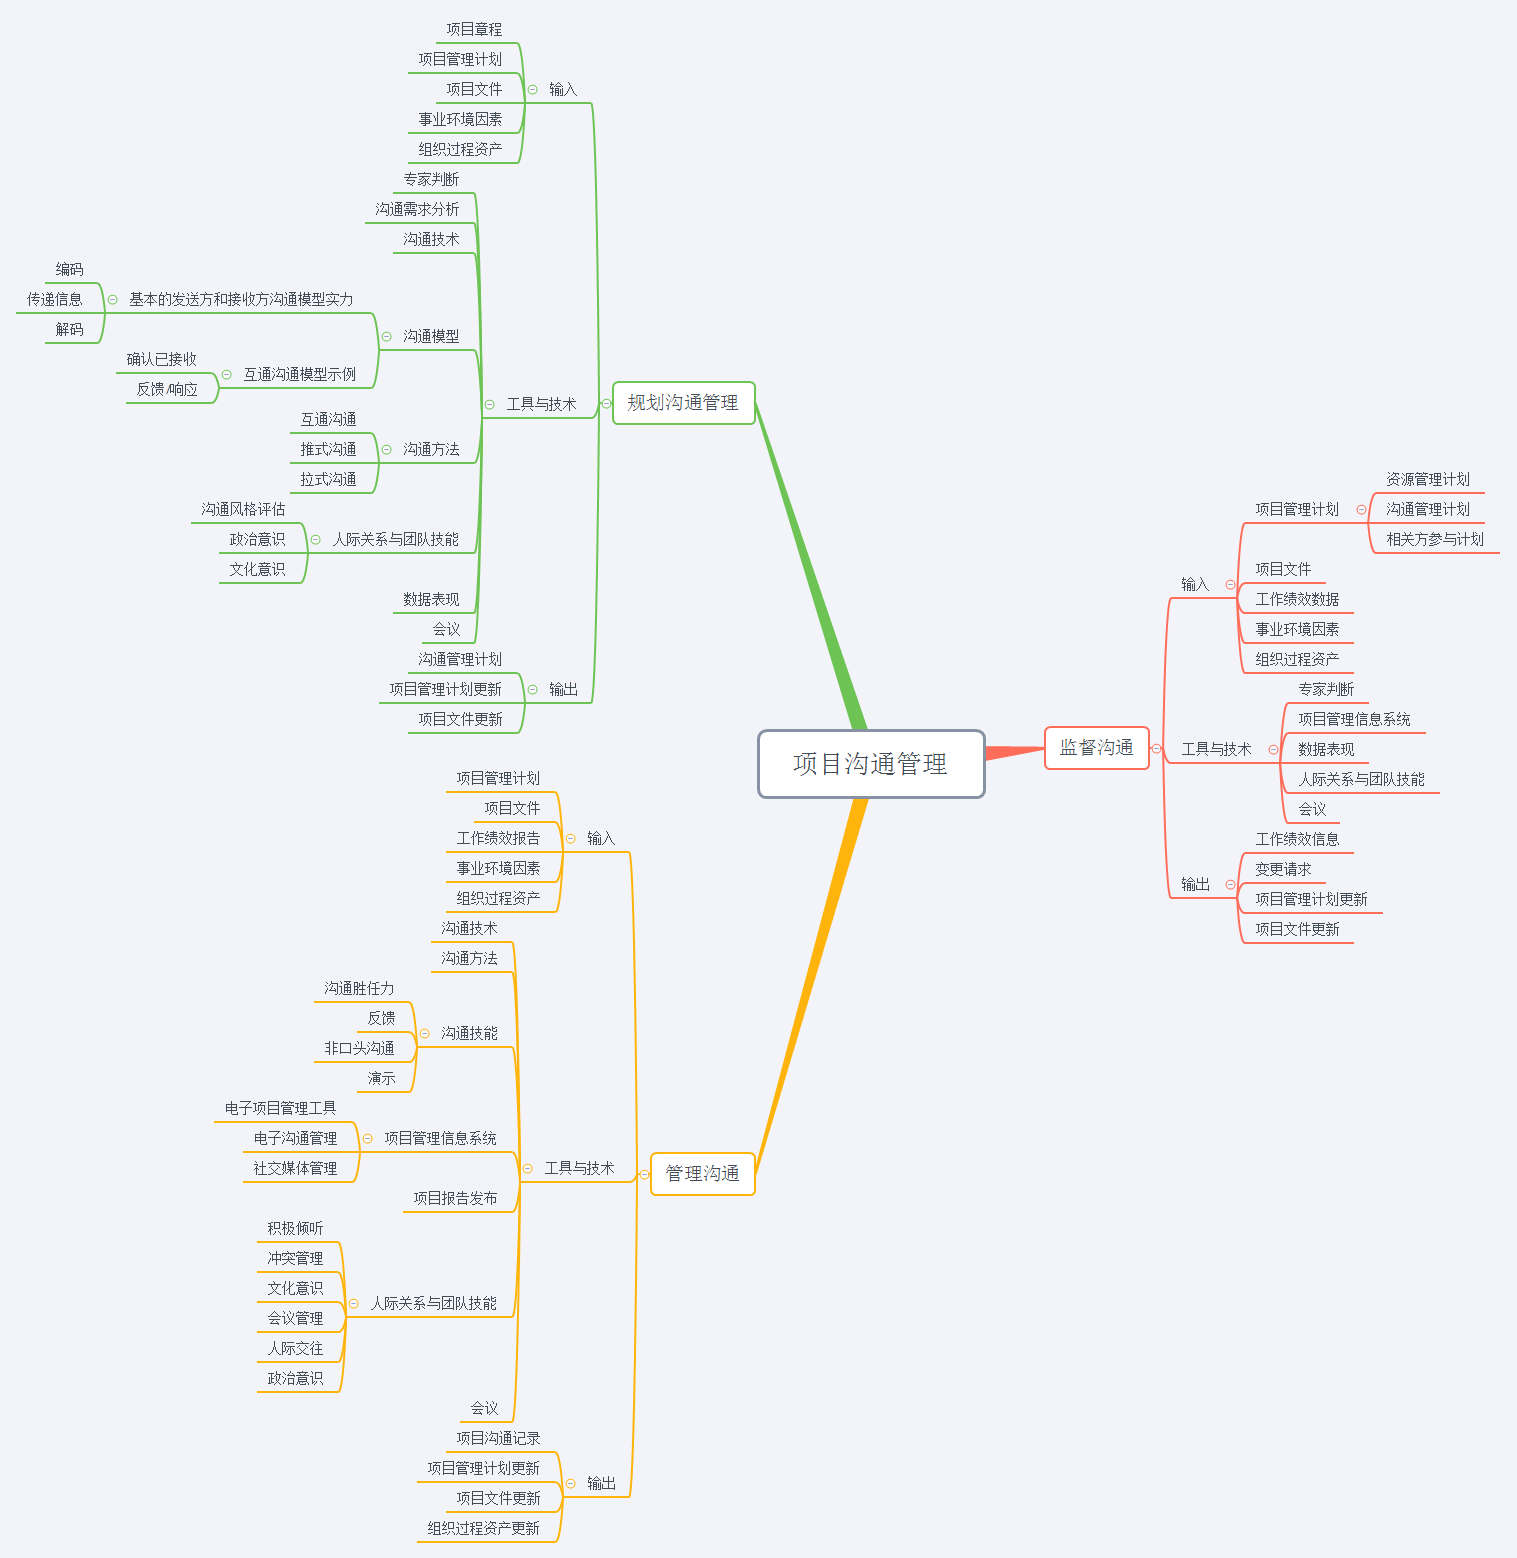 项目沟通管理
规划沟通管理
输入
项目章程
项目管理计划
项目文件
事业环境因素
组织过程资产
工具与技术
专家判断
沟通需求分析
沟通技术
沟通模型
基本的发送方和接收方沟通模型实力
编码
传递信息
解码
互通沟通模型示例
确认已接收
反馈/响应
沟通方法
互通沟通
推式沟通
拉式沟通
人际关系与团队技能
沟通风格评估
政治意识
文化意识
数据表现
会议
输出
沟通管理计划
项目管理计划更新
项目文件更新
管理沟通
输入
项目管理计划
项目文件
工作绩效报告
事业环境因素
组织过程资产
工具与技术
沟通技术
沟通方法
沟通技能
沟通胜任力
反馈
非口头沟通
演示
项目管理信息系统
电子项目管理工具
电子沟通管理
社交媒体管理
项目报告发布
人际关系与团队技能
积极倾听
冲突管理
文化意识
会议管理
人际交往
政治意识
会议
输出
项目沟通记录
项目管理计划更新
项目文件更新
组织过程资产更新
监督沟通
输入
项目管理计划
资源管理计划
沟通管理计划
相关方参与计划
项目文件
工作绩效数据
事业环境因素
组织过程资产
工具与技术
专家判断
项目管理信息系统
数据表现
人际关系与团队技能
会议
输出
工作绩效信息
变更请求
项目管理计划更新
项目文件更新